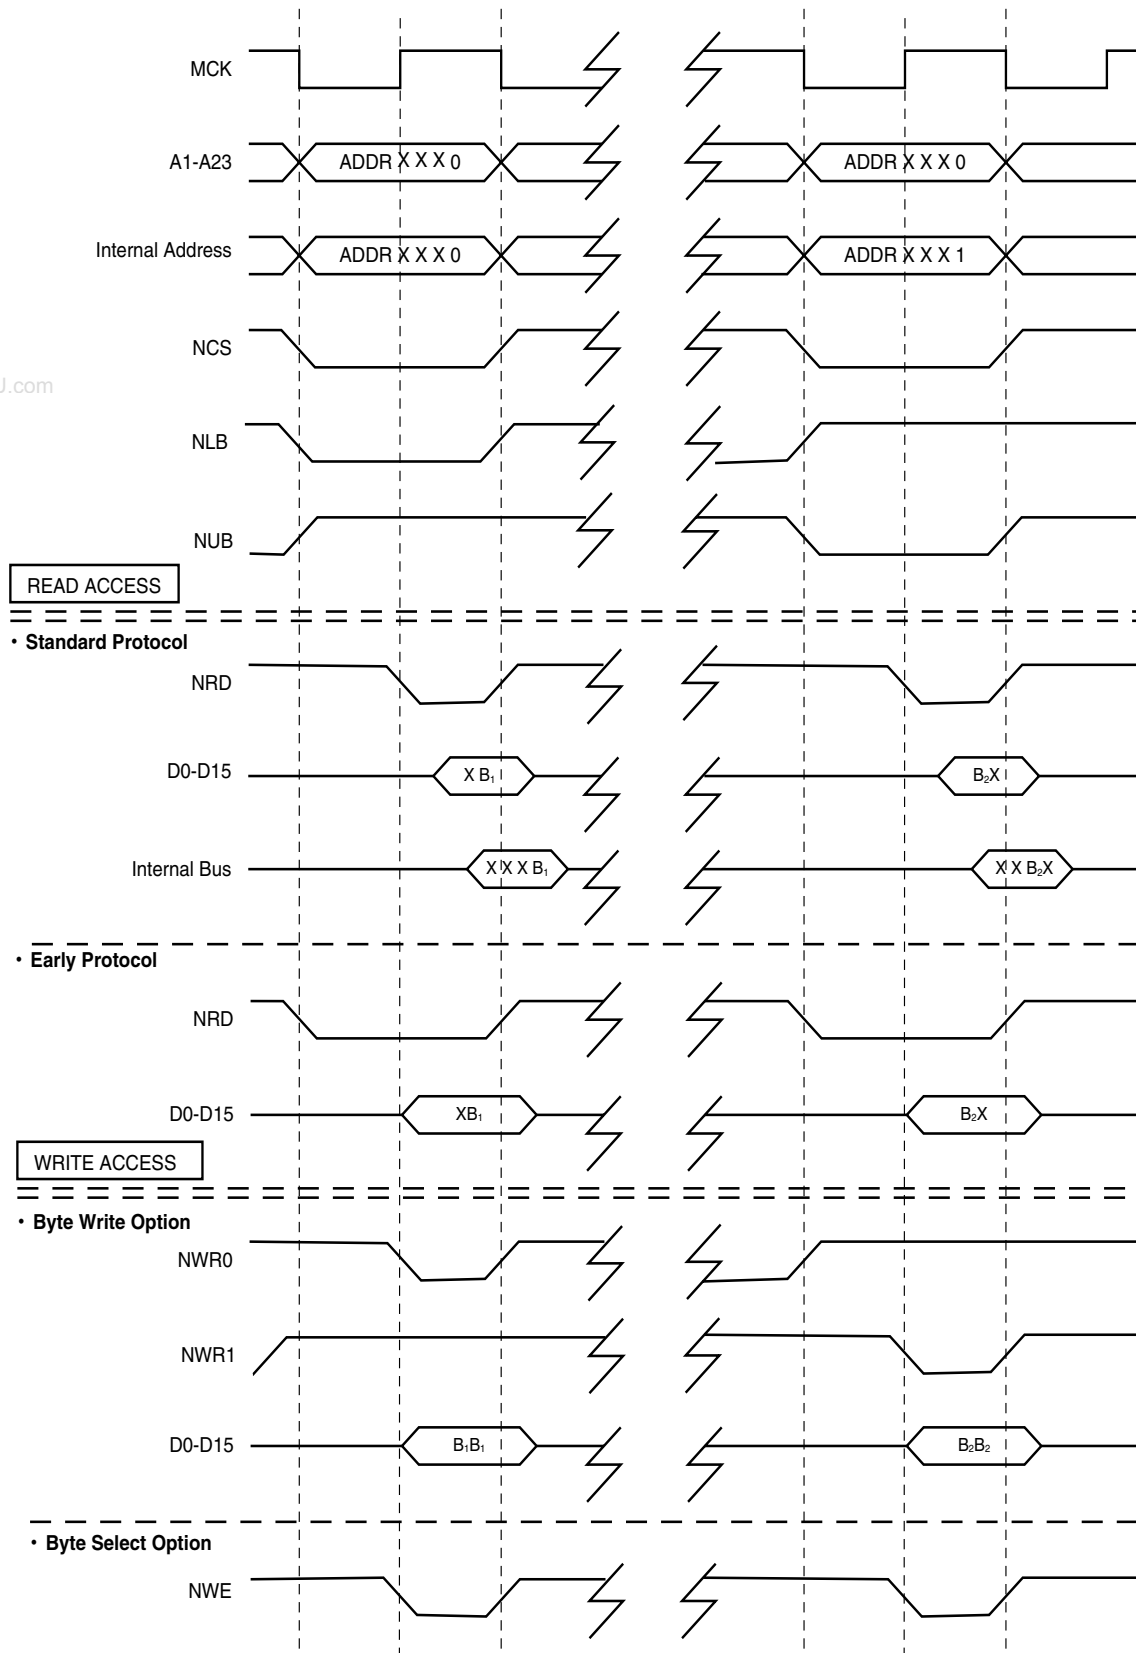 MCK
A1-A23 ADDR X X X 0 ADDR X X X 0
Internal Address ADDR X X X 0 ADDR X X X 1
NCS
U.com
NLB
NUB
READ ACCESS
• Standard Protocol
NRD
D0-D15 X B₁ B₂X
Internal Bus X X X B₁ X X B₂X
• Early Protocol
NRD
D0-D15 XB₁ B₂X
WRITE ACCESS
• Byte Write Option
NWR0
NWR1
D0-D15 B₁B₁ B₂B₂
• Byte Select Option
NWE